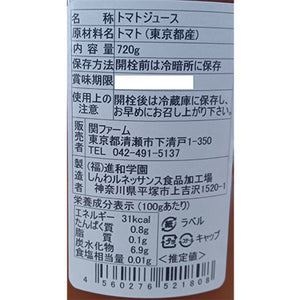 名称 トマトジュース
原材料名 トマト（東京都産）
内容量 720g
保存方法 開栓前は冷暗所に保存
賞味期限
使用上の注意 開栓後は冷蔵庫に保存し、
お早めにお召し上がり下さい。
販売者 関ファーム
東京都清瀬市下清戸1-350
TEL 042-491-5137
製造者 (福)進和学園
しんわルネッサンス食品加工場
神奈川県平塚市上吉沢1520-1
栄養成分表示（100gあたり）
エネルギー 31kcal
たんぱく質 0.8g
脂質 0.1g
炭水化物 6.9g
食塩相当量 0.01g
ラベル
キャップ
（推定値）
4 560276 521808